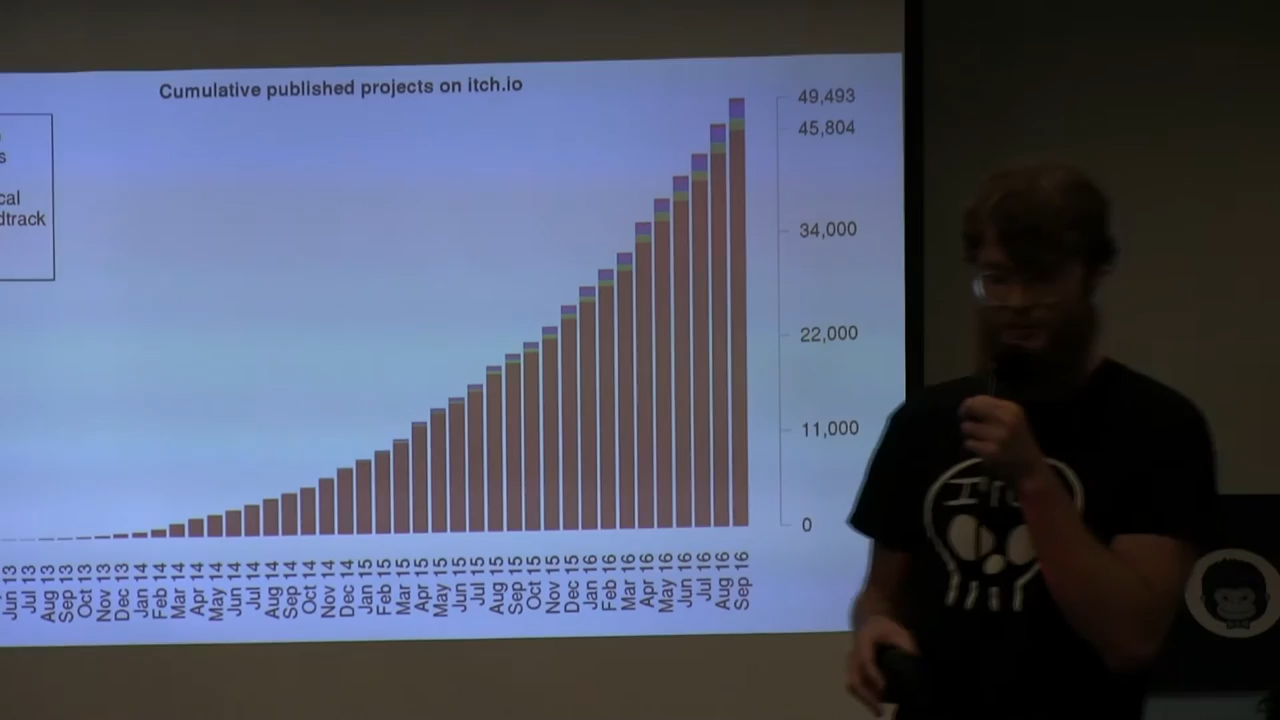 Cumulative published projects on itch.io
s
cal
dtrack
49,493
45,804
34,000
22,000
11,000
0
Jun 13
Jul 13
Aug 13
Sep 13
Oct 13
Nov 13
Dec 13
Jan 14
Feb 14
Mar 14
Apr 14
May 14
Jun 14
Jul 14
Aug 14
Sep 14
Oct 14
Nov 14
Dec 14
Jan 15
Feb 15
Mar 15
Apr 15
May 15
Jun 15
Jul 15
Aug 15
Sep 15
Oct 15
Nov 15
Dec 15
Jan 16
Feb 16
Mar 16
Apr 16
May 16
Jun 16
Jul 16
Aug 16
Sep 16